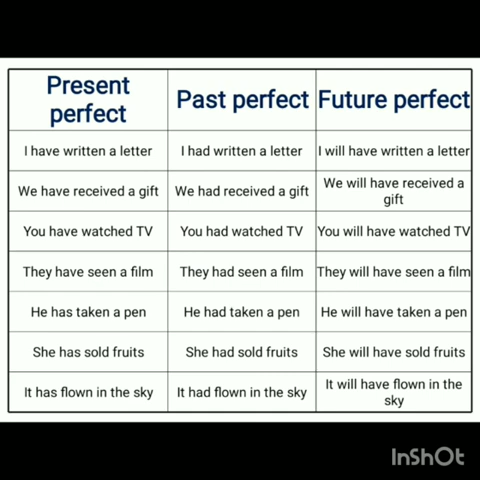 Present
perfect
Past perfect
Future perfect
I have written a letter
I had written a letter
I will have written a letter
We have received a gift
We had received a gift
We will have received a
gift
You have watched TV
You had watched TV
You will have watched TV
They have seen a film
They had seen a film
They will have seen a film
He has taken a pen
He had taken a pen
He will have taken a pen
She has sold fruits
She had sold fruits
She will have sold fruits
It has flown in the sky
It had flown in the sky
It will have flown in the
sky
InShOt